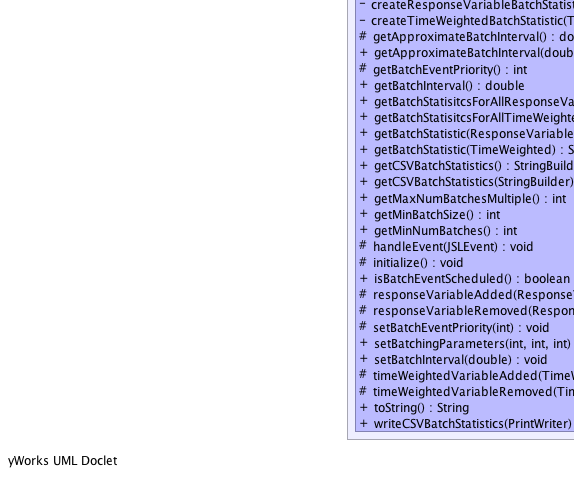 − createResponseVariableBatchStatist
− createTimeWeightedBatchStatistic(T
# getApproximateBatchInterval() : do
+ getApproximateBatchInterval(doub
# getBatchEventPriority() : int
+ getBatchInterval() : double
+ getBatchStatisitcsForAllResponseVa
+ getBatchStatisitcsForAllTimeWeighte
+ getBatchStatistic(ResponseVariable
+ getBatchStatistic(TimeWeighted) : S
+ getCSVBatchStatistics() : StringBuild
+ getCSVBatchStatistics(StringBuilder)
+ getMaxNumBatchesMultiple() : int
+ getMinBatchSize() : int
+ getMinNumBatches() : int
# handleEvent(JSLEvent) : void
# initialize() : void
+ isBatchEventScheduled() : boolean
# responseVariableAdded(ResponseV
# responseVariableRemoved(Respon
# setBatchEventPriority(int) : void
+ setBatchingParameters(int, int, int)
+ setBatchInterval(double) : void
# timeWeightedVariableAdded(TimeW
# timeWeightedVariableRemoved(Tim
+ toString() : String
+ writeCSVBatchStatistics(PrintWriter)
yWorks UML Doclet